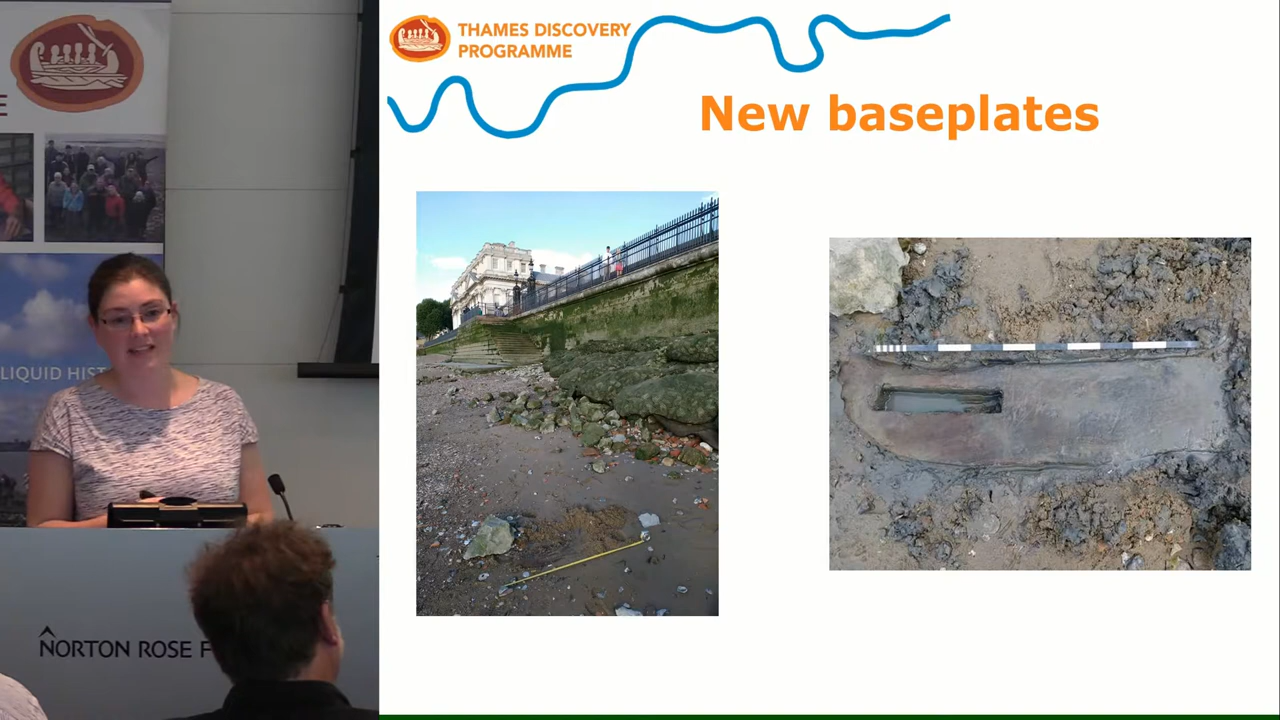 THAMES DISCOVERY
PROGRAMME
New baseplates
E
LIQUID HIST
NORTON ROSE F